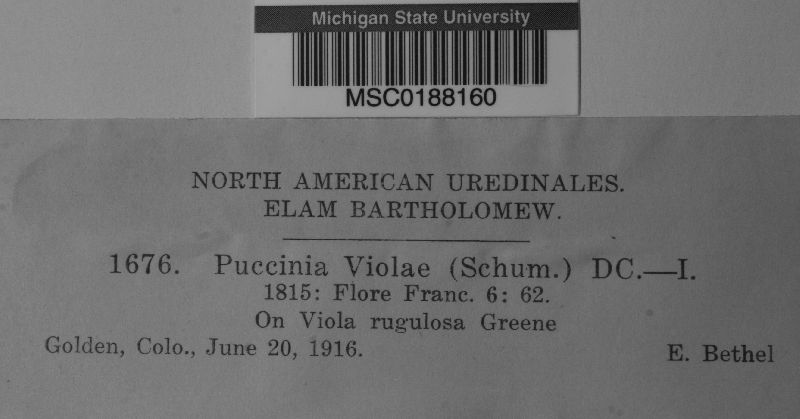 Michigan State University
MSC0188160
NORTH AMERICAN UREDINALES.
ELAM BARTHOLOMEW.
1676. Puccinia Violae (Schum.) DC.—I.
1815: Flore Franc. 6: 62.
On Viola rugulosa Greene
Golden, Colo., June 20, 1916.
E. Bethel